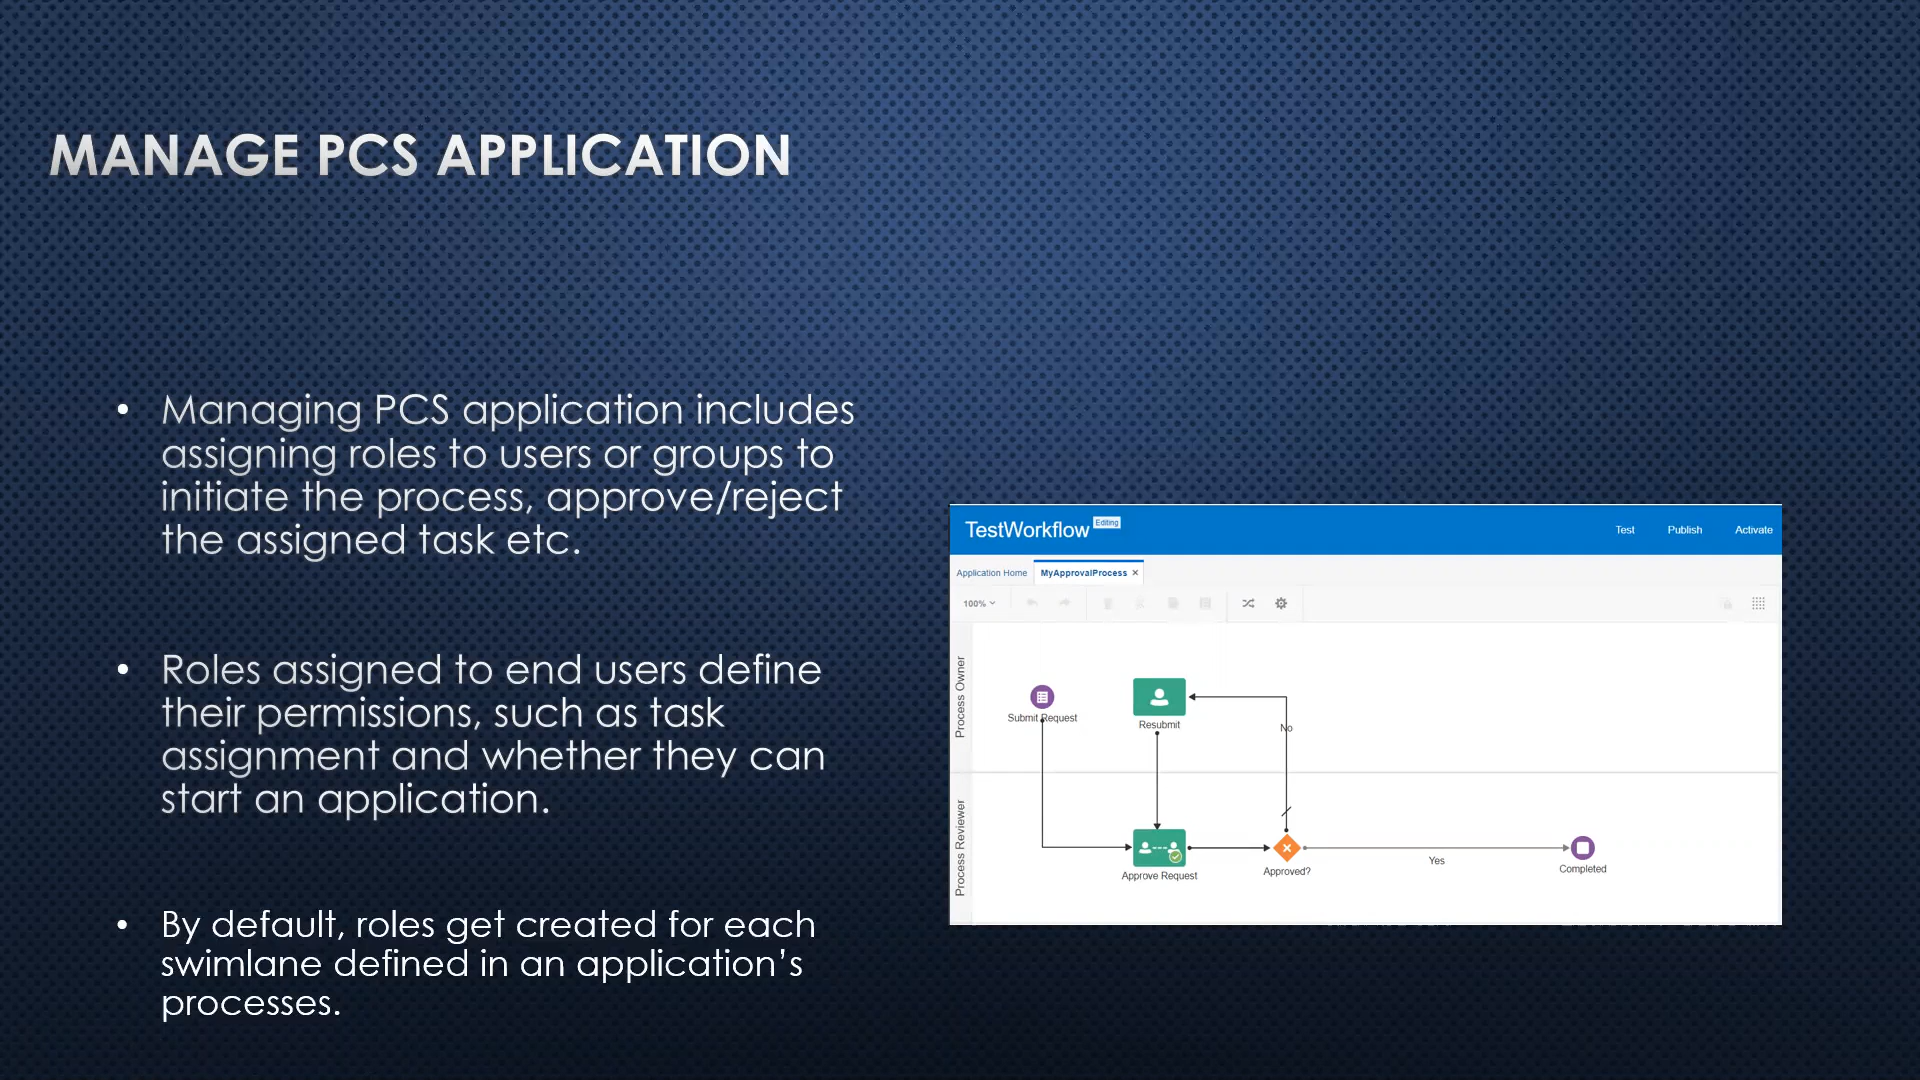 MANAGE PCS APPLICATION
• Managing PCS application includes
assigning roles to users or groups to
initiate the process, approve/reject
the assigned task etc.
• Roles assigned to end users define
their permissions, such as task
assignment and whether they can
start an application.
• By default, roles get created for each
swimlane defined in an application’s
processes.
TestWorkflow Editing
Test Publish Activate
Application Home MyApprovalProcess ×
100%
Process Owner
Submit Request
Resubmit
No
Process Reviewer
Approve Request
Approved?
Yes
Completed